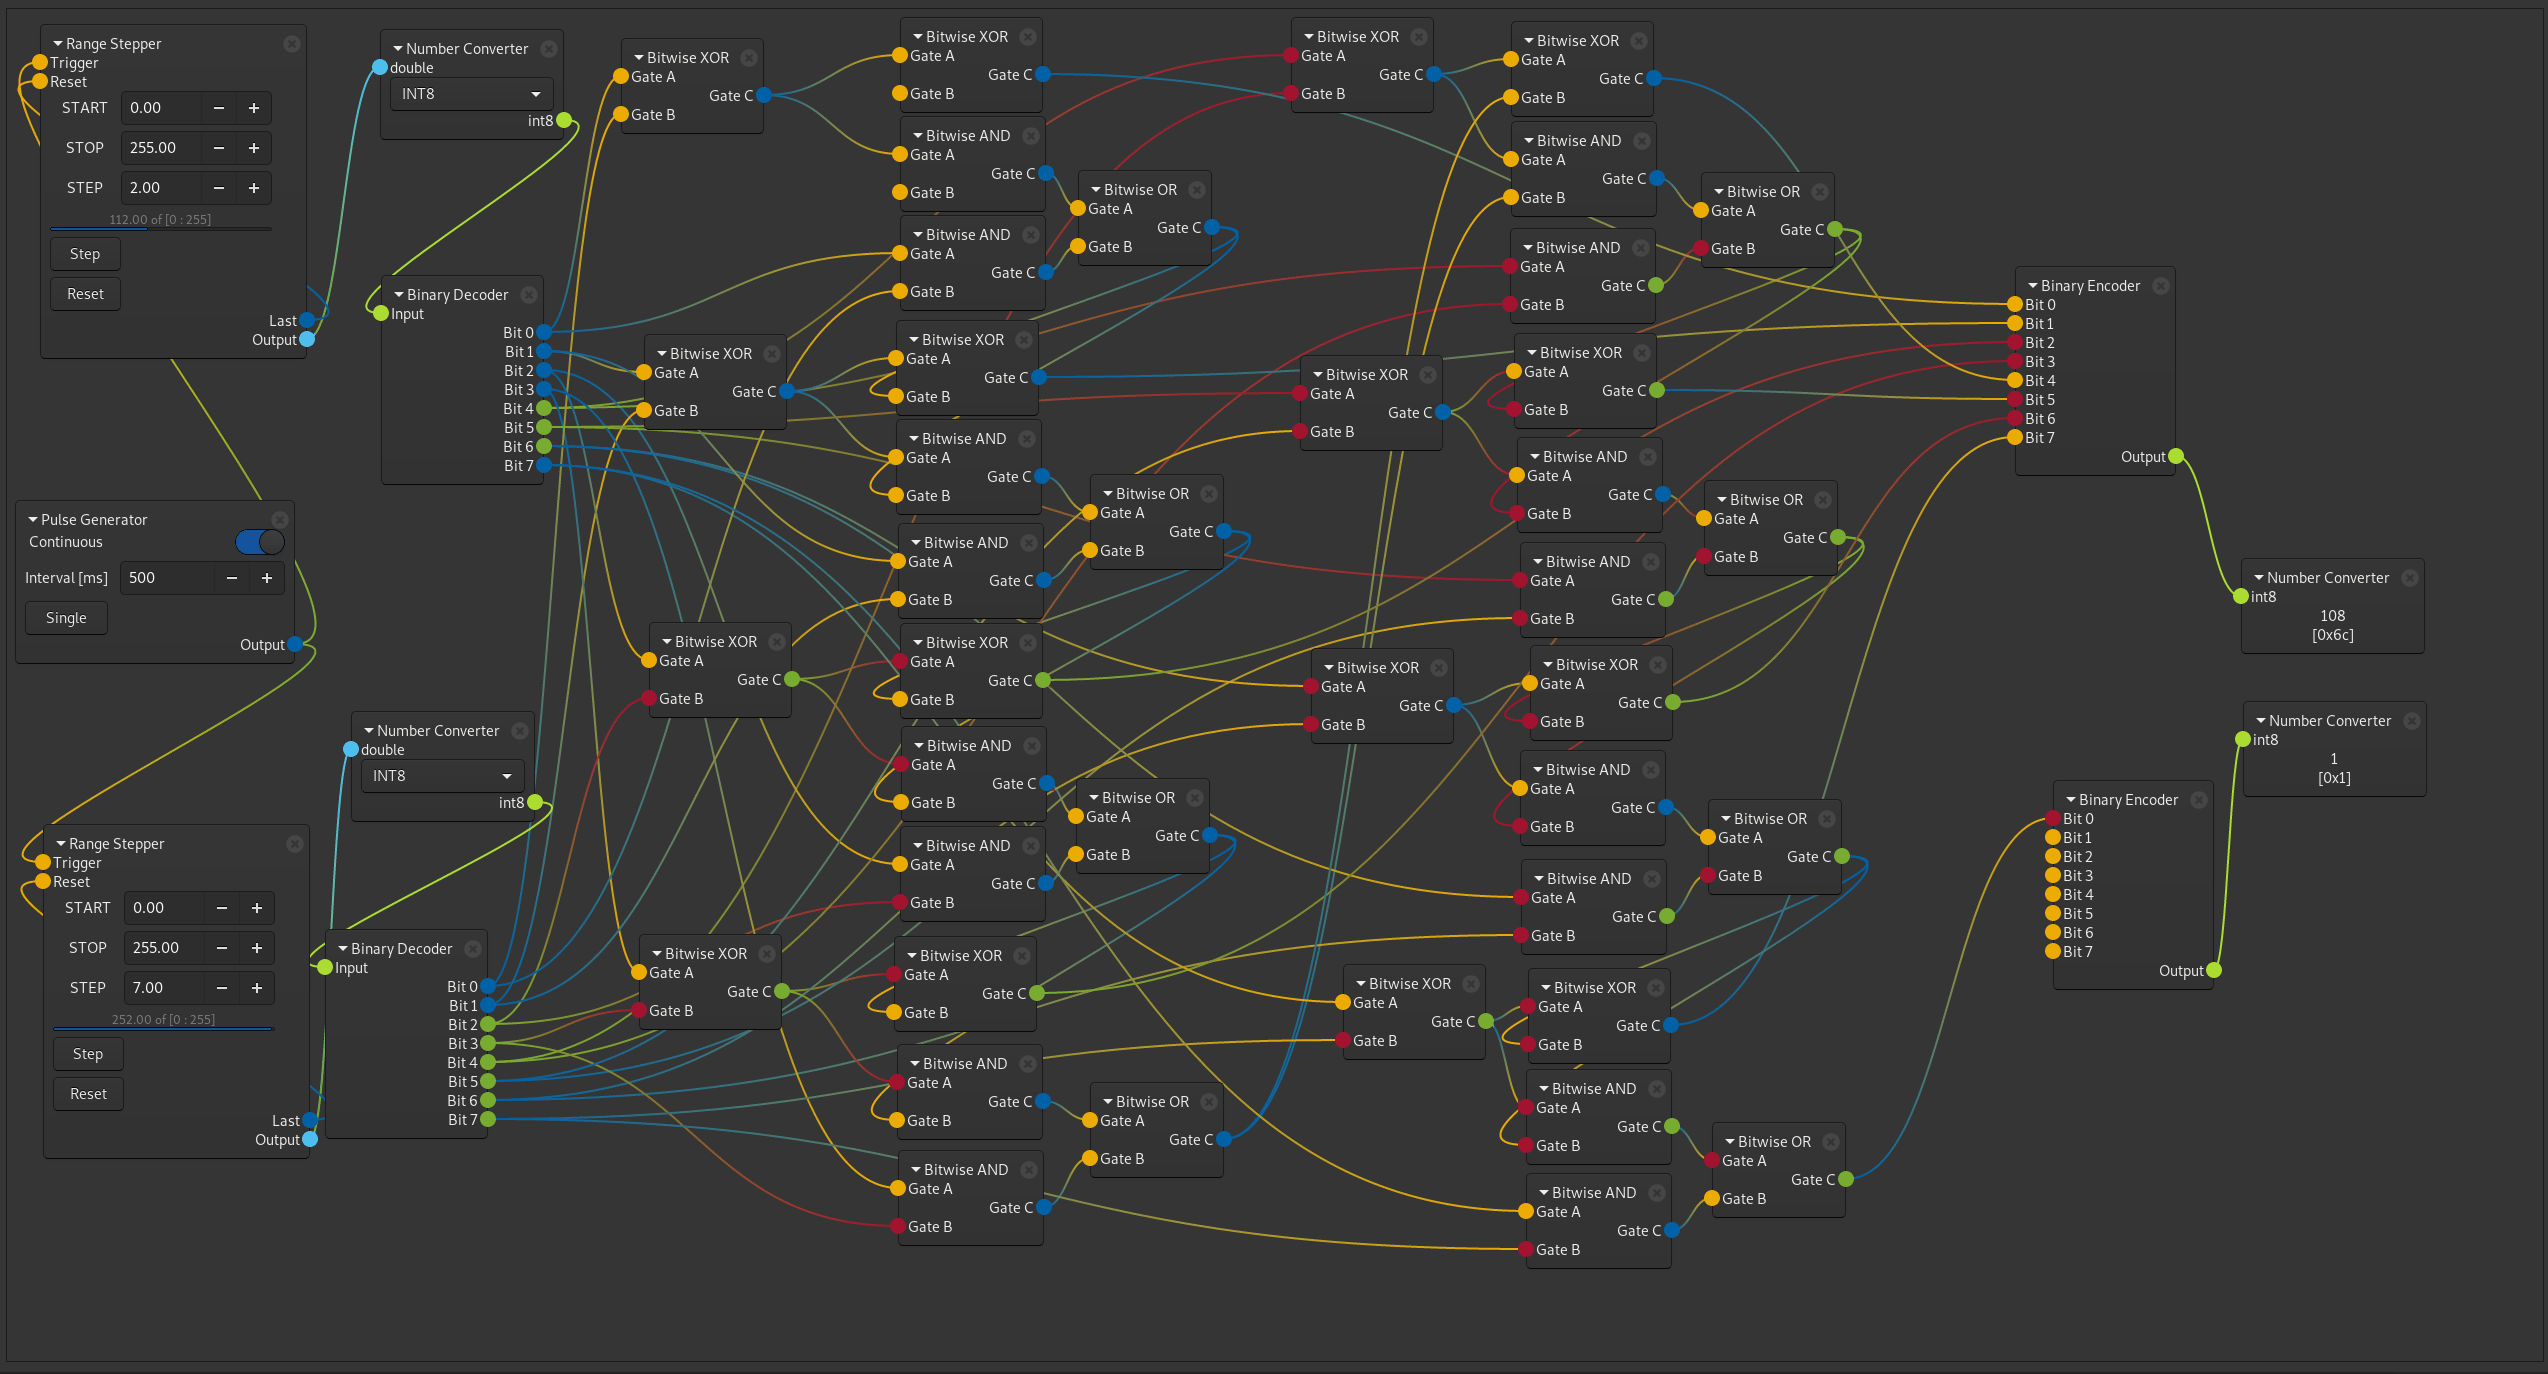 Range Stepper
Trigger
Reset
START 0.00 − +
STOP 255.00 − +
STEP 2.00 − +
112.00 of [0 : 255]
Step
Reset
Last
Output
Number Converter
double
INT8
int8
Binary Decoder
Input
Bit 0
Bit 1
Bit 2
Bit 3
Bit 4
Bit 5
Bit 6
Bit 7
Pulse Generator
Continuous
Interval [ms] 500 − +
Single
Output
Number Converter
double
INT8
int8
Range Stepper
Trigger
Reset
START 0.00 − +
STOP 255.00 − +
STEP 7.00 − +
252.00 of [0 : 255]
Step
Reset
Last
Output
Binary Decoder
Input
Bit 0
Bit 1
Bit 2
Bit 3
Bit 4
Bit 5
Bit 6
Bit 7
Bitwise XOR
Gate A
Gate C
Gate B
Bitwise XOR
Gate A
Gate C
Gate B
Bitwise XOR
Gate A
Gate C
Gate B
Bitwise XOR
Gate A
Gate C
Gate B
Bitwise XOR
Gate A
Gate C
Gate B
Bitwise AND
Gate A
Gate C
Gate B
Bitwise AND
Gate A
Gate C
Gate B
Bitwise OR
Gate A
Gate C
Gate B
Bitwise XOR
Gate A
Gate C
Gate B
Bitwise AND
Gate A
Gate C
Gate B
Bitwise AND
Gate A
Gate C
Gate B
Bitwise OR
Gate A
Gate C
Gate B
Bitwise XOR
Gate A
Gate C
Gate B
Bitwise AND
Gate A
Gate C
Gate B
Bitwise AND
Gate A
Gate C
Gate B
Bitwise OR
Gate A
Gate C
Gate B
Bitwise XOR
Gate A
Gate C
Gate B
Bitwise AND
Gate A
Gate C
Gate B
Bitwise AND
Gate A
Gate C
Gate B
Bitwise OR
Gate A
Gate C
Gate B
Bitwise XOR
Gate A
Gate C
Gate B
Bitwise XOR
Gate A
Gate C
Gate B
Bitwise XOR
Gate A
Gate C
Gate B
Bitwise XOR
Gate A
Gate C
Gate B
Bitwise XOR
Gate A
Gate C
Gate B
Bitwise AND
Gate A
Gate C
Gate B
Bitwise AND
Gate A
Gate C
Gate B
Bitwise OR
Gate A
Gate C
Gate B
Bitwise XOR
Gate A
Gate C
Gate B
Bitwise AND
Gate A
Gate C
Gate B
Bitwise AND
Gate A
Gate C
Gate B
Bitwise OR
Gate A
Gate C
Gate B
Bitwise XOR
Gate A
Gate C
Gate B
Bitwise AND
Gate A
Gate C
Gate B
Bitwise AND
Gate A
Gate C
Gate B
Bitwise OR
Gate A
Gate C
Gate B
Bitwise XOR
Gate A
Gate C
Gate B
Bitwise AND
Gate A
Gate C
Gate B
Bitwise AND
Gate A
Gate C
Gate B
Bitwise OR
Gate A
Gate C
Gate B
Binary Encoder
Bit 0
Bit 1
Bit 2
Bit 3
Bit 4
Bit 5
Bit 6
Bit 7
Output
Number Converter
int8
108
[0x6c]
Number Converter
int8
1
[0x1]
Binary Encoder
Bit 0
Bit 1
Bit 2
Bit 3
Bit 4
Bit 5
Bit 6
Bit 7
Output